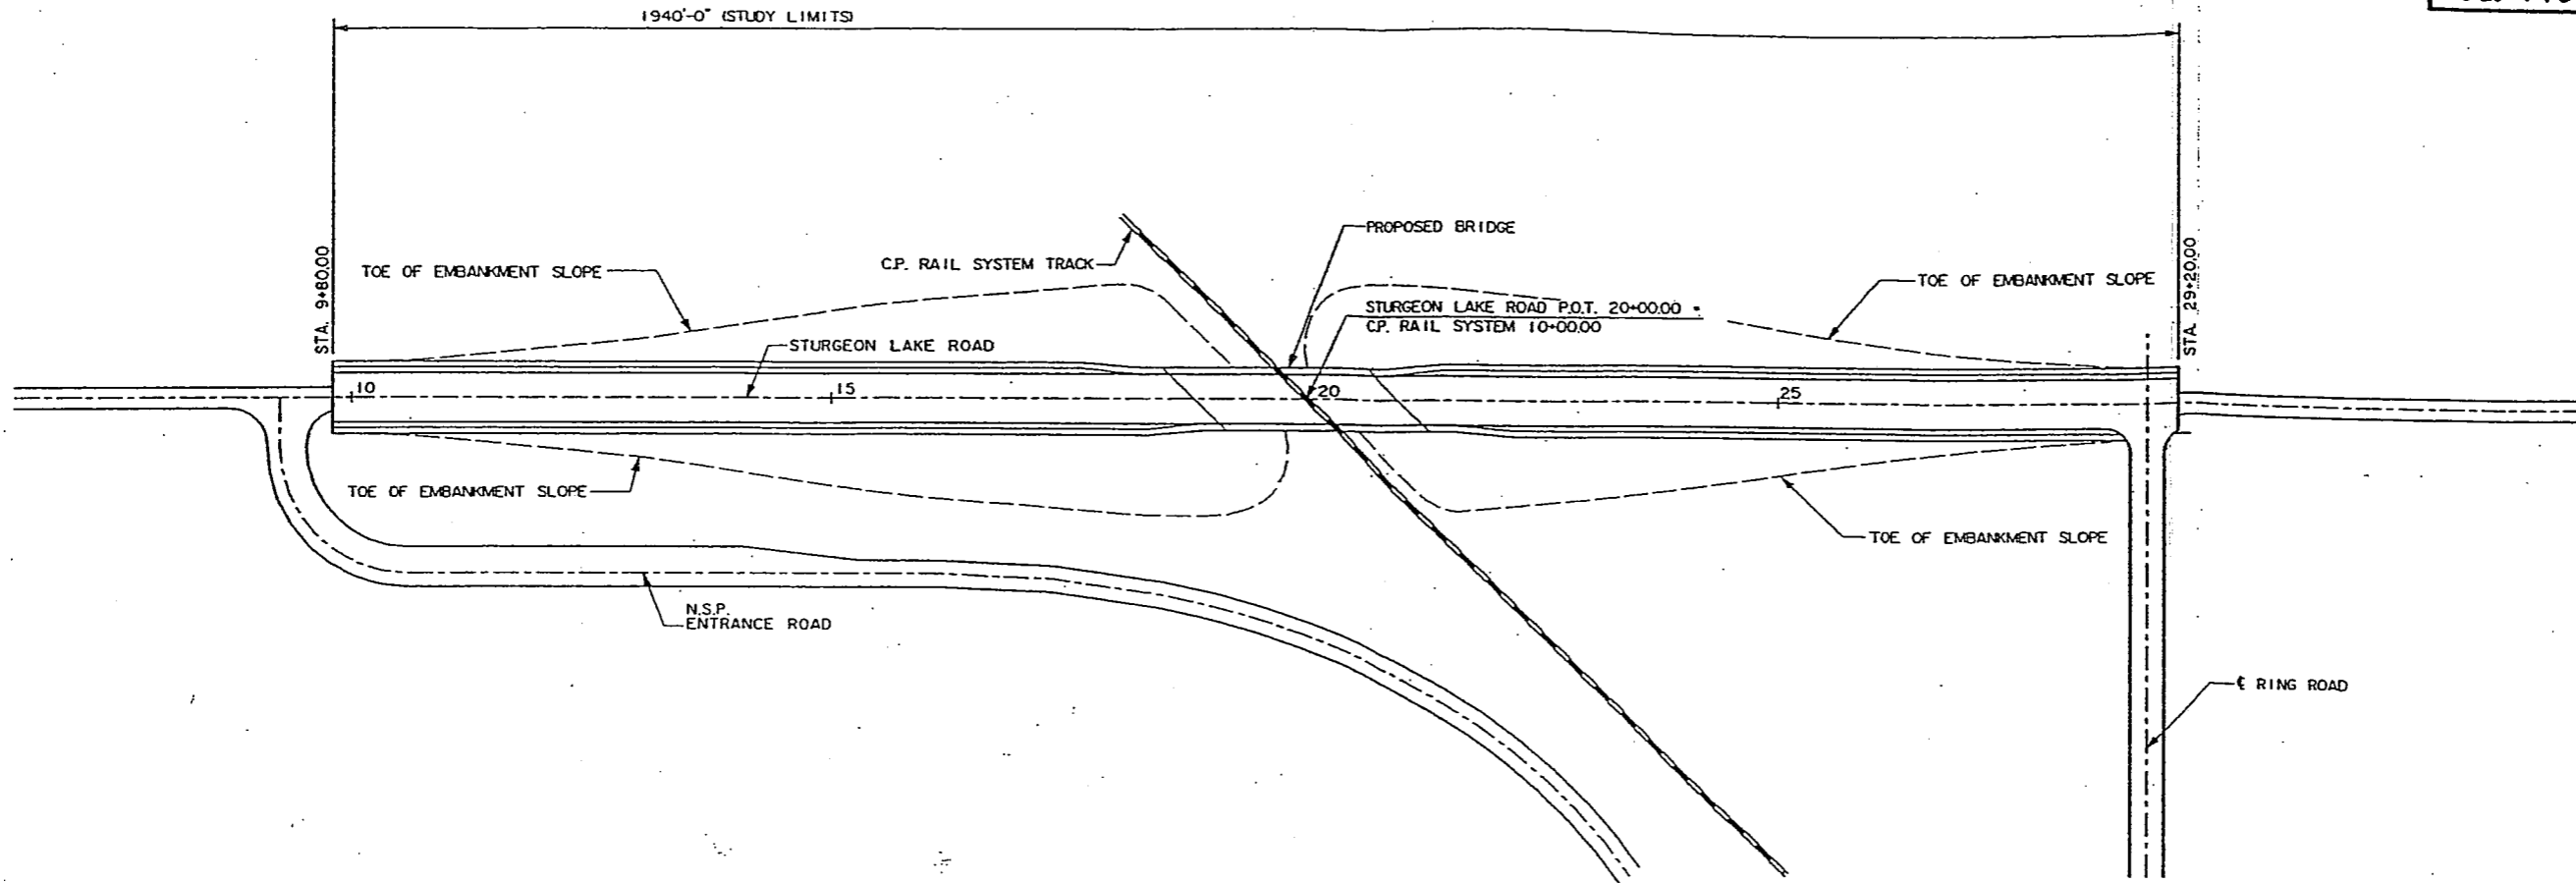 1940'-0" (STUDY LIMITS)
STA. 9+80.00
STA. 29+20.00
PROPOSED BRIDGE
TOE OF EMBANKMENT SLOPE
C.P. RAIL SYSTEM TRACK
TOE OF EMBANKMENT SLOPE
STURGEON LAKE ROAD P.O.T. 20+00.00 =
C.P. RAIL SYSTEM 10+00.00
STURGEON LAKE ROAD
10
15
20
25
TOE OF EMBANKMENT SLOPE
TOE OF EMBANKMENT SLOPE
N.S.P.
ENTRANCE ROAD
℄ RING ROAD